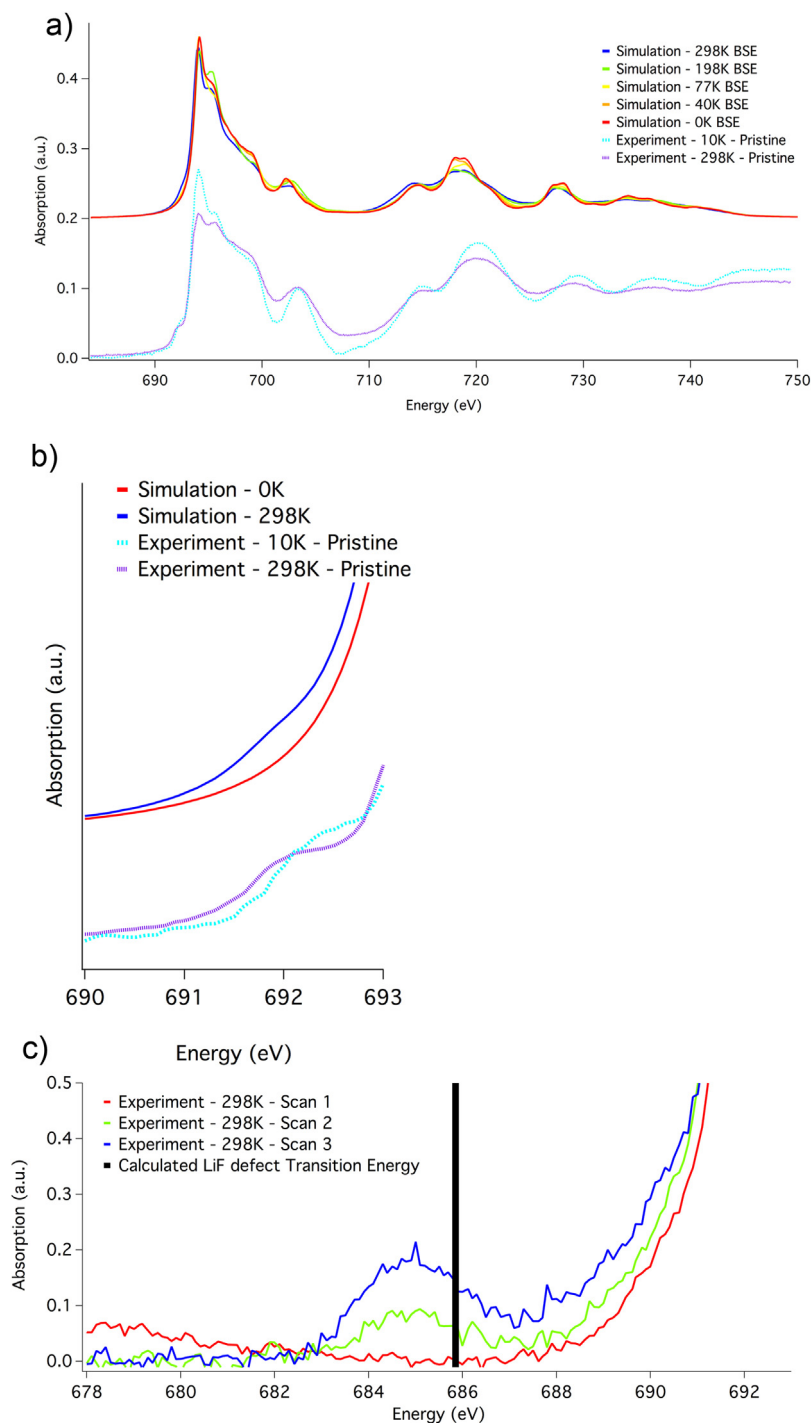 a)
Simulation - 298K BSE
Simulation - 198K BSE
Simulation - 77K BSE
Simulation - 40K BSE
Simulation - 0K BSE
Experiment - 10K - Pristine
Experiment - 298K - Pristine
Absorption (a.u.)
0.4
0.3
0.2
0.1
0.0
690 700 710 720 730 740 750
Energy (eV)
b)
Simulation - 0K
Simulation - 298K
Experiment - 10K - Pristine
Experiment - 298K - Pristine
Absorption (a.u.)
690 691 692 693
Energy (eV)
c)
Experiment - 298K - Scan 1
Experiment - 298K - Scan 2
Experiment - 298K - Scan 3
Calculated LiF defect Transition Energy
Absorption (a.u.)
0.5
0.4
0.3
0.2
0.1
0.0
678 680 682 684 686 688 690 692
Energy (eV)